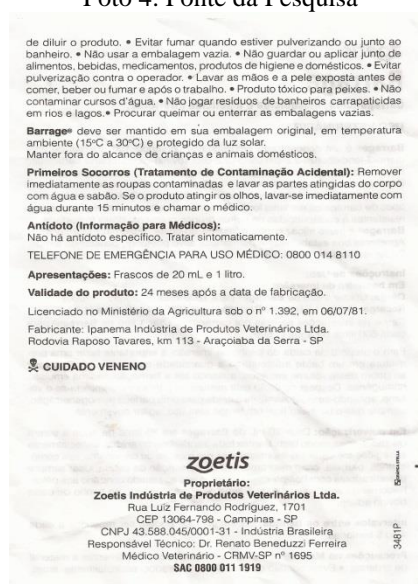 Foto 4: Fonte da Pesquisa
de diluir o produto. • Evitar fumar quando estiver pulverizando ou junto ao
banheiro. • Não usar a embalagem vazia. • Não guardar ou aplicar junto de
alimentos, bebidas, medicamentos, produtos de higiene e domésticos. • Evitar
pulverização contra o operador. • Lavar as mãos e a pele exposta antes de
comer, beber ou fumar e após o trabalho. • Produto tóxico para peixes. • Não
contaminar cursos d'água. • Não jogar resíduos de banheiros carrapaticidas
em rios e lagos.• Procurar queimar ou enterrar as embalagens vazias.
Barrage® deve ser mantido em sua embalagem original, em temperatura
ambiente (15ºC a 30ºC) e protegido da luz solar.
Manter fora do alcance de crianças e animais domésticos.
Primeiros Socorros (Tratamento de Contaminação Acidental): Remover
imediatamente as roupas contaminadas e lavar as partes atingidas do corpo
com água e sabão. Se o produto atingir os olhos, lavar-se imediatamente com
água durante 15 minutos e chamar o médico.
Antídoto (Informação para Médicos):
Não há antídoto específico. Tratar sintomaticamente.
TELEFONE DE EMERGÊNCIA PARA USO MÉDICO: 0800 014 8110
Apresentações: Frascos de 20 mL e 1 litro.
Validade do produto: 24 meses após a data de fabricação.
Licenciado no Ministério da Agricultura sob o nº 1.392, em 06/07/81.
Fabricante: Ipanema Indústria de Produtos Veterinários Ltda.
Rodovia Raposo Tavares, km 113 - Araçoiaba da Serra - SP
CUIDADO VENENO
zoetis
Proprietário:
Zoetis Indústria de Produtos Veterinários Ltda.
Rua Luiz Fernando Rodriguez, 1701
CEP 13064-798 - Campinas - SP
CNPJ 43.588.045/0001-31 - Indústria Brasileira
Responsável Técnico: Dr. Renato Beneduzzi Ferreira
Médico Veterinário - CRMV-SP nº 1695
SAC 0800 011 1919
3481P